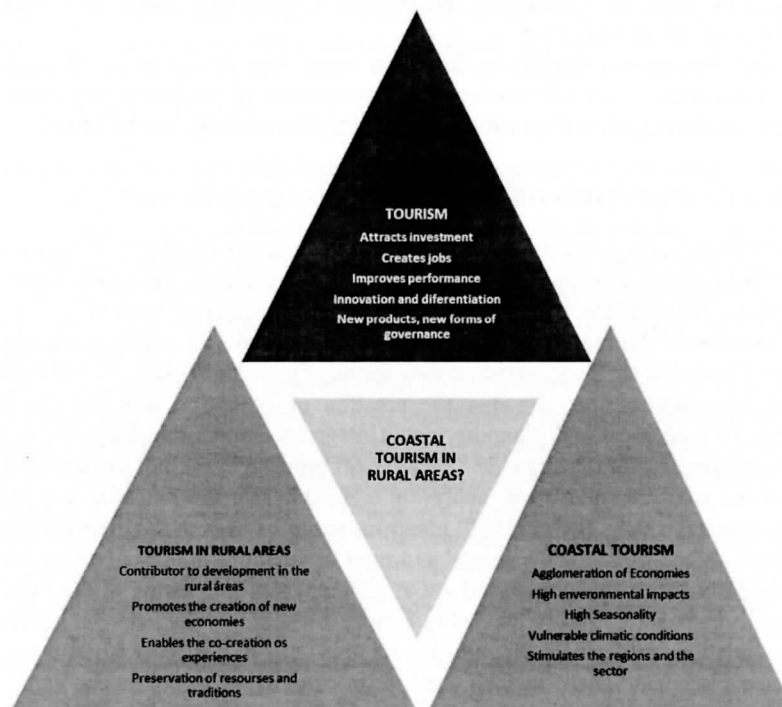 TOURISM
Attracts investment
Creates jobs
Improves performance
Innovation and diferentiation
New products, new forms of
governance
COASTAL
TOURISM IN
RURAL AREAS?
TOURISM IN RURAL AREAS
Contributor to development in the
rural áreas
Promotes the creation of new
economies
Enables the co-creation os
experiences
Preservation of resourses and
traditions
COASTAL TOURISM
Agglomeration of Economies
High enveronmental impacts
High Seasonality
Vulnerable climatic conditions
Stimulates the regions and the
sector